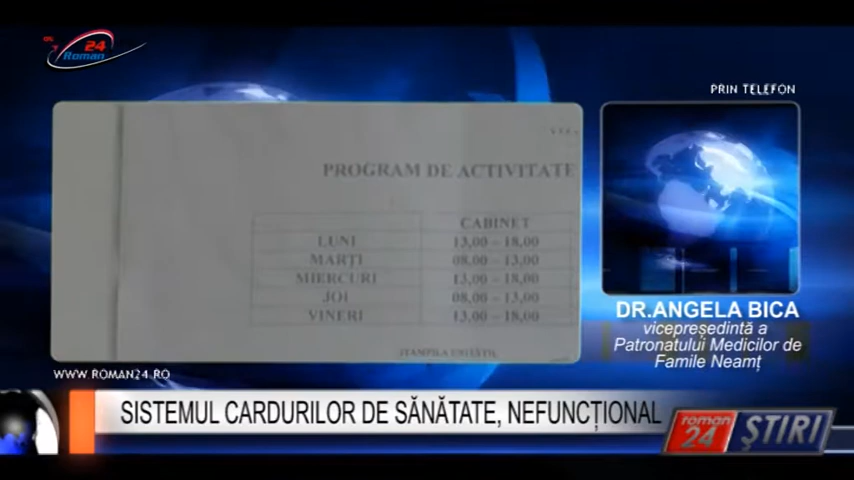 24
Roman
PRIN TELEFON
PROGRAM DE ACTIVITATE
CABINET
LUNI 13,00 - 18,00
MARȚI 08,00 - 13,00
MIERCURI 13,00 - 18,00
JOI 08,00 - 13,00
VINERI 13,00 - 18,00
DR.ANGELA BICA
vicepreședintă a
Patronatului Medicilor de
Famile Neamț
WWW.ROMAN24.RO
SISTEMUL CARDURILOR DE SĂNĂTATE, NEFUNCȚIONAL
roman
24
ȘTIRI